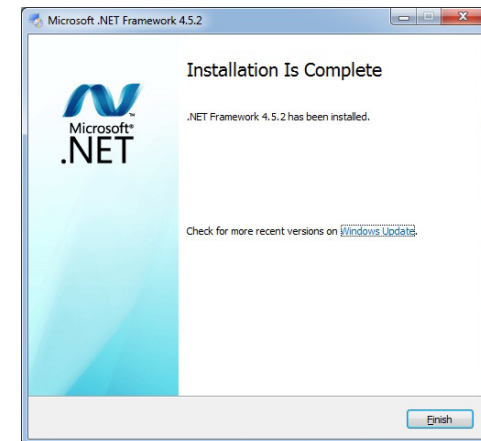 Microsoft .NET Framework 4.5.2
Installation Is Complete
.NET Framework 4.5.2 has been installed.
Microsoft®
.NET
Check for more recent versions on Windows Update.
Finish